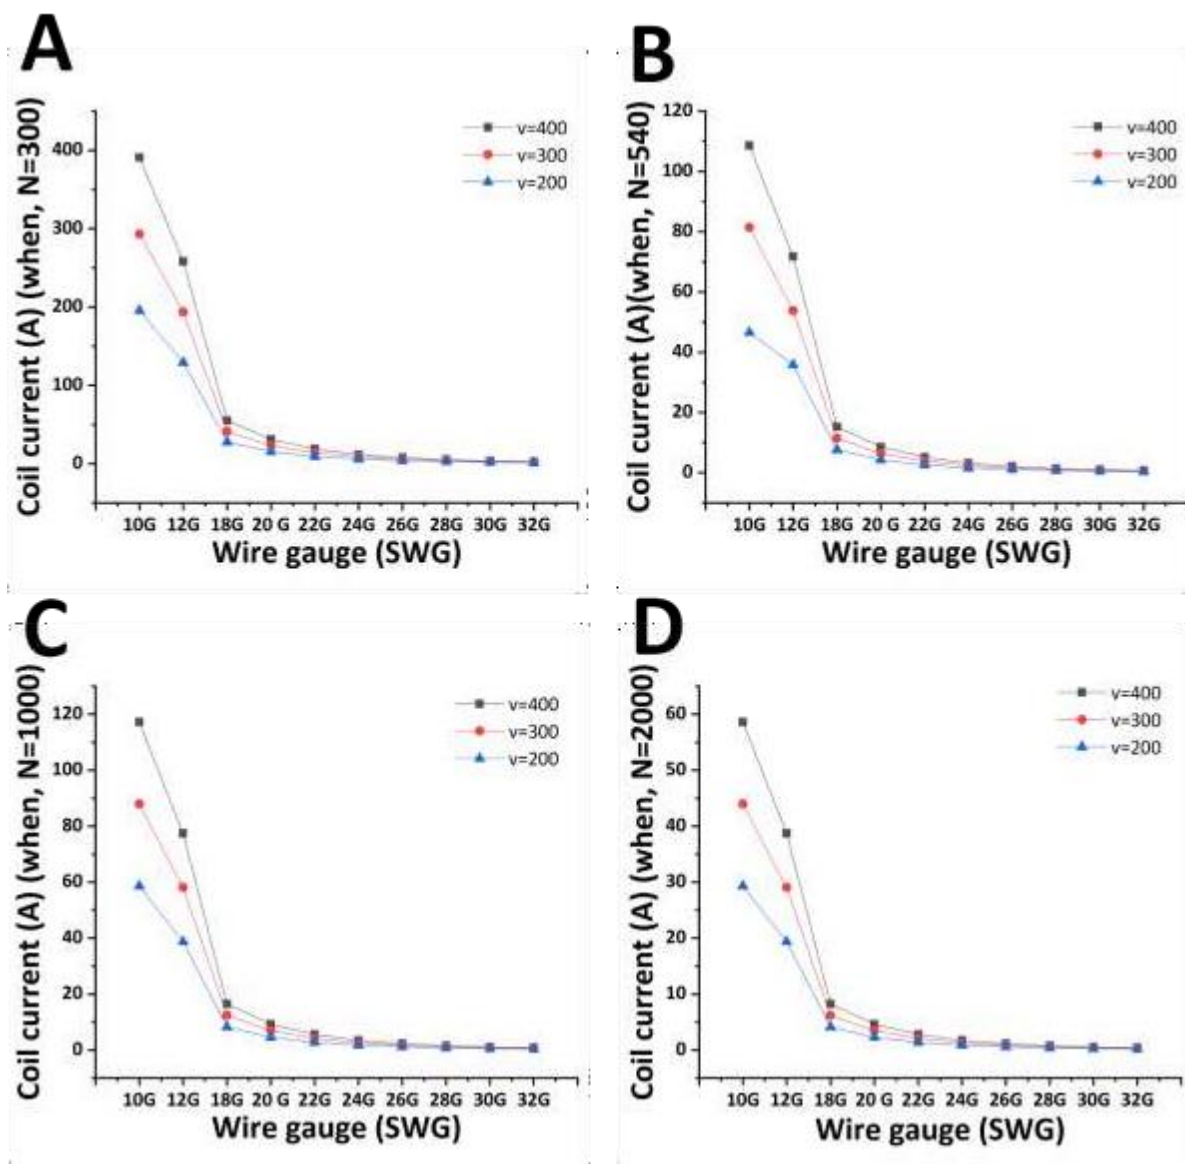 A
Coil current (A) (when, N=300)
400
300
200
100
0
v=400
v=300
v=200
10G 12G 18G 20 G 22G 24G 26G 28G 30G 32G
Wire gauge (SWG)
B
Coil current (A)(when, N=540)
120
100
80
60
40
20
0
v=400
v=300
v=200
10G 12G 18G 20 G 22G 24G 26G 28G 30G 32G
Wire gauge (SWG)
C
Coil current (A) (when, N=1000)
120
100
80
60
40
20
0
v=400
v=300
v=200
10G 12G 18G 20 G 22G 24G 26G 28G 30G 32G
Wire gauge (SWG)
D
Coil current (A) (when, N=2000)
60
50
40
30
20
10
0
v=400
v=300
v=200
10G 12G 18G 20 G 22G 24G 26G 28G 30G 32G
Wire gauge (SWG)